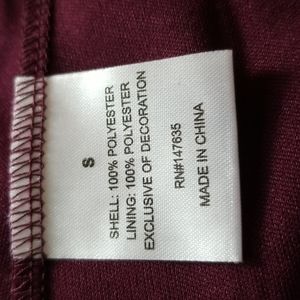 S
SHELL: 100% POLYESTER
LINING: 100% POLYESTER
EXCLUSIVE OF DECORATION
RN#147635
MADE IN CHINA